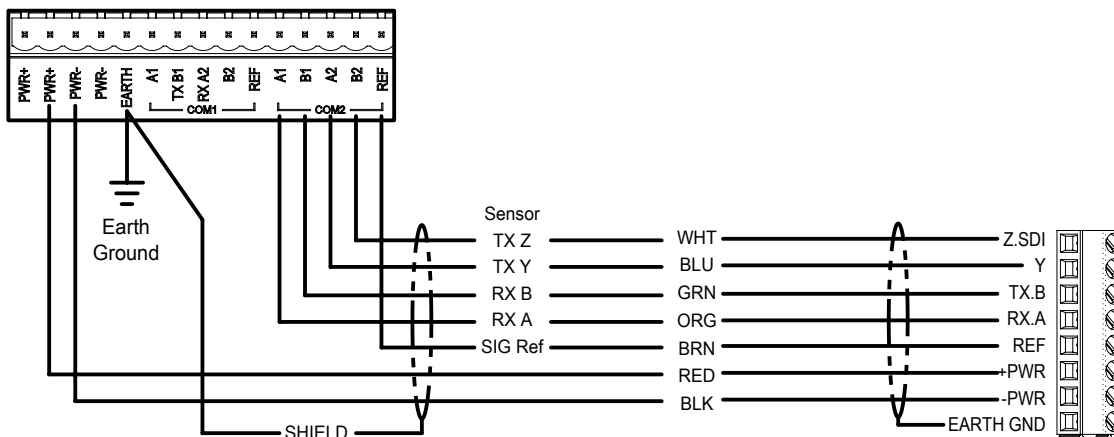 PWR+
PWR+
PWR-
PWR-
EARTH
A1
TX B1
RX A2
B2
REF
A1
B1
A2
B2
REF
COM1
COM2
Earth
Ground
Sensor
TX Z WHT Z.SDI
TX Y BLU Y
RX B GRN TX.B
RX A ORG RX.A
SIG Ref BRN REF
RED +PWR
BLK -PWR
SHIELD EARTH GND